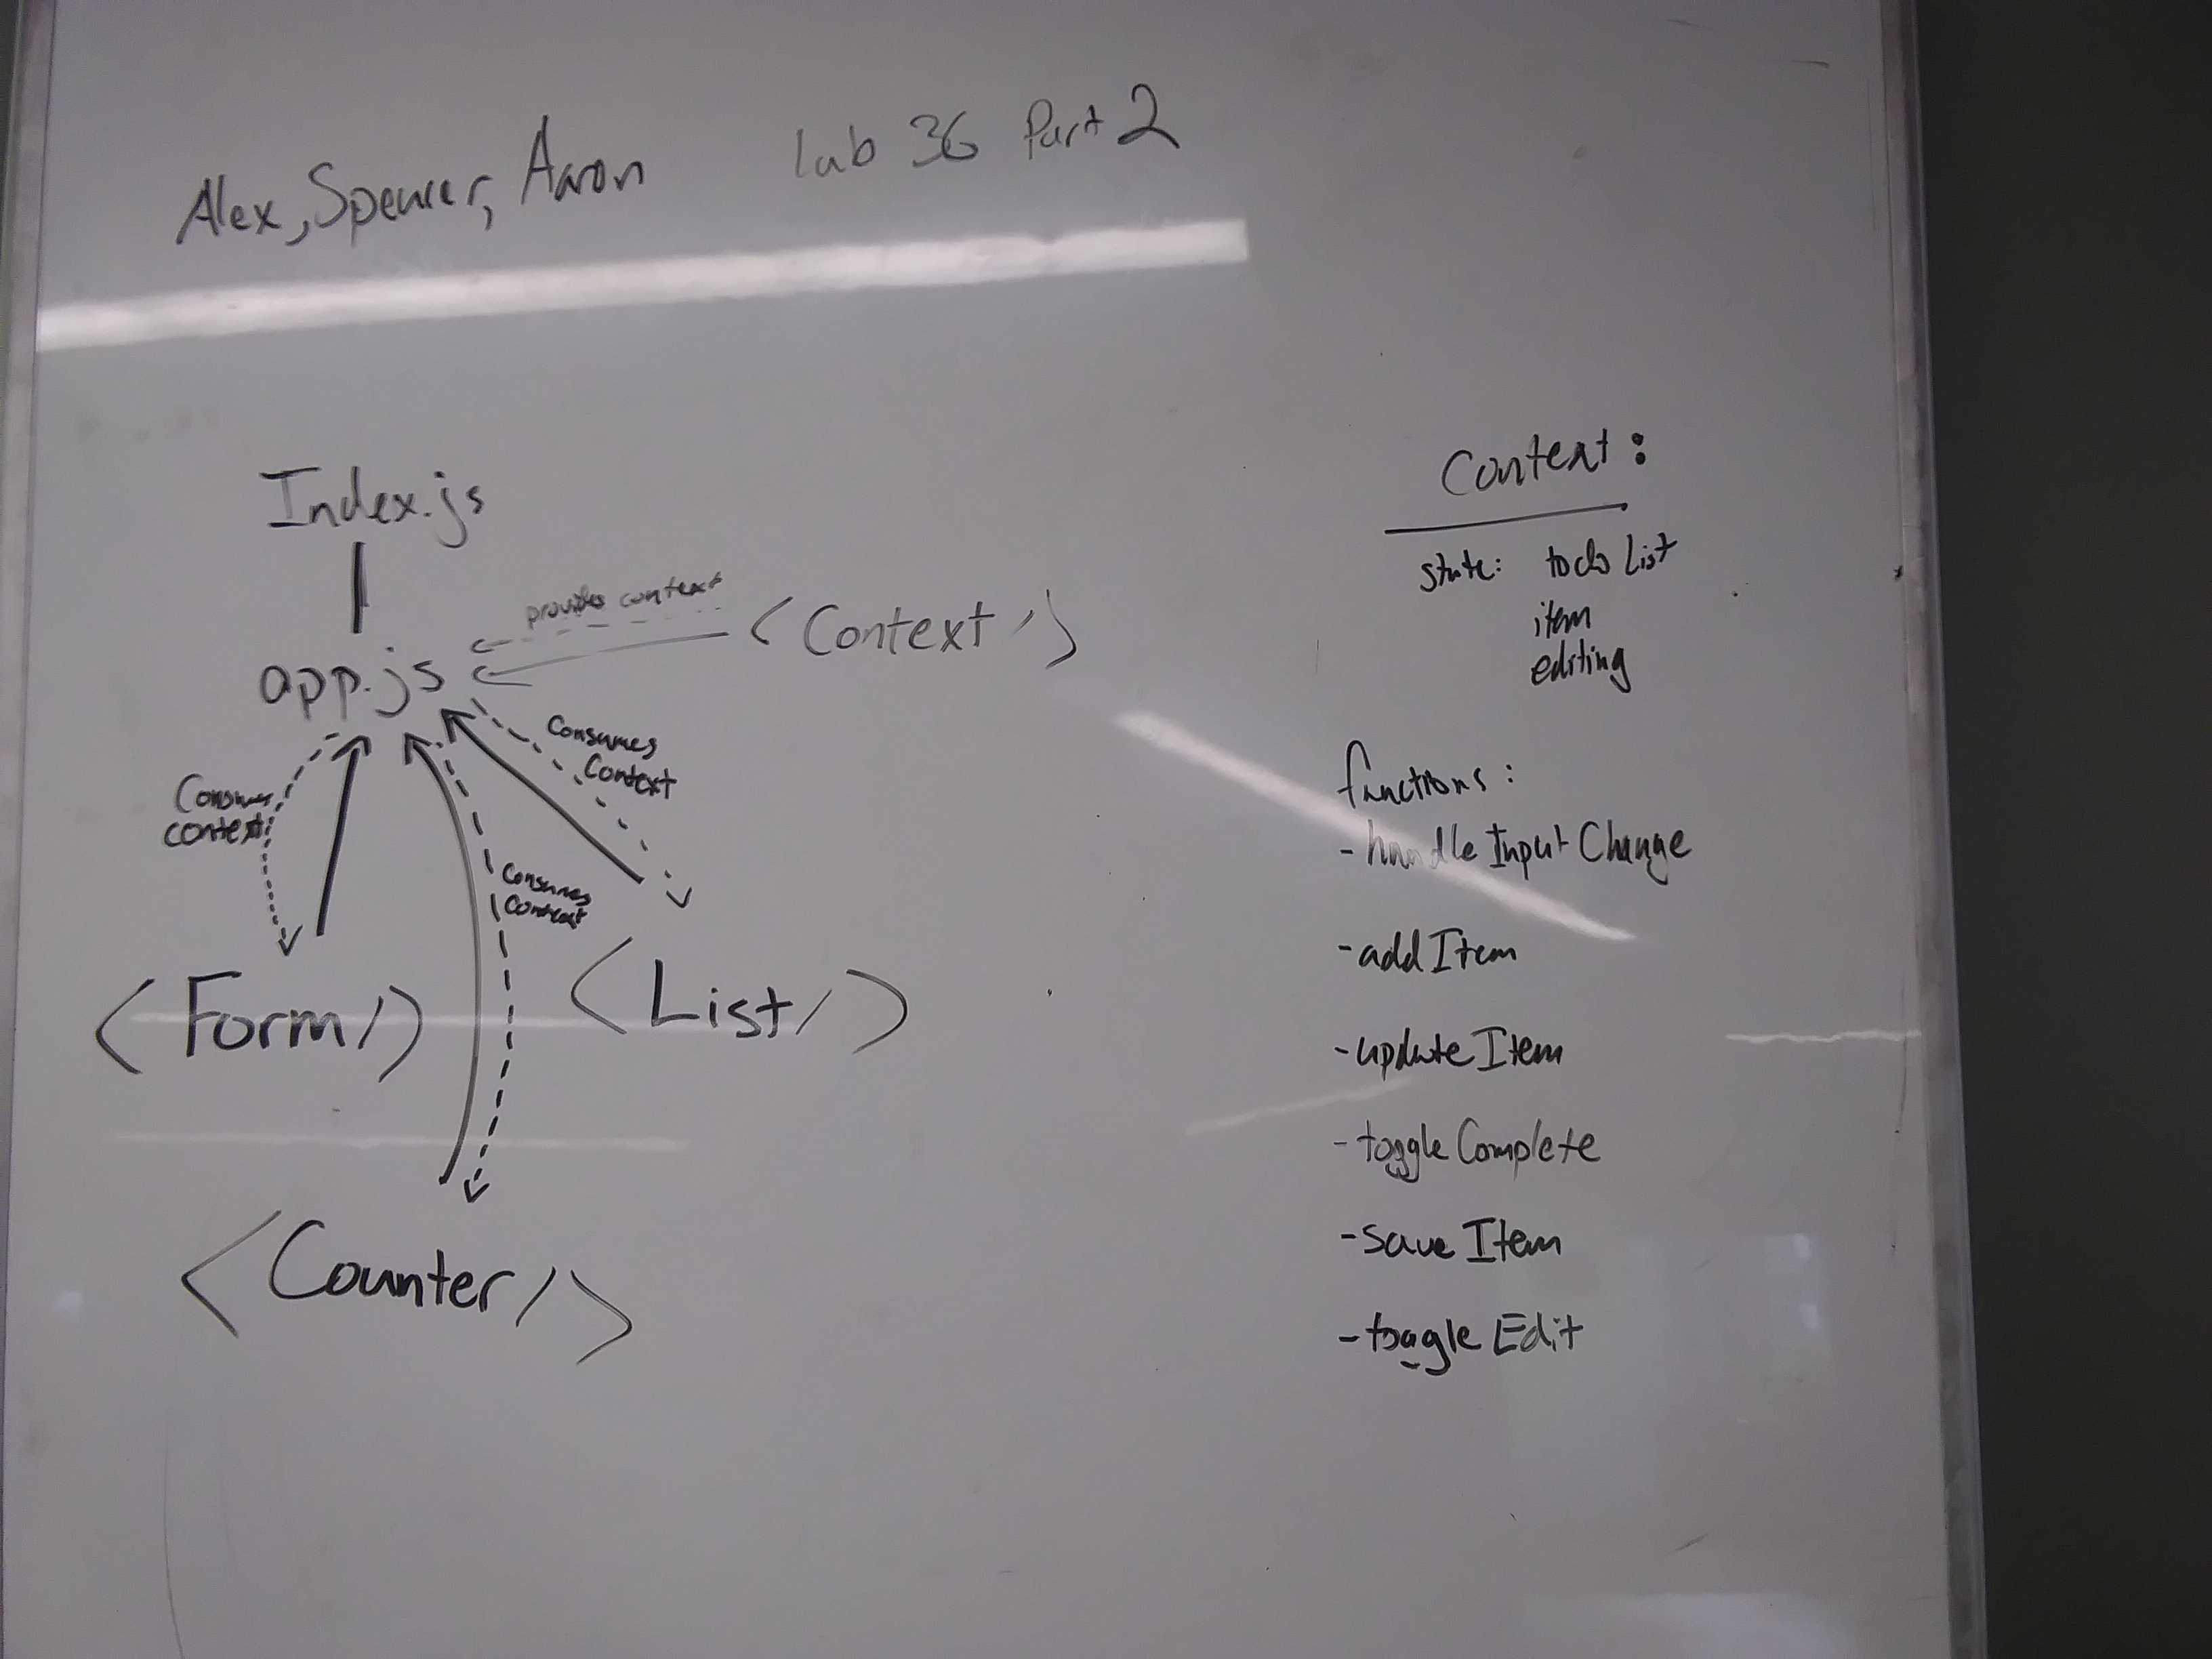 Alex, Spencer, Aaron lab 36 Part 2
Index.js
provides context
<Context />
app.js
Consumes
Context
Consumes
context
Consumes
Context
<Form/>
<List/>
<Counter/>
Context:
state: todo List
item
editing
functions:
- handle Input Change
- add Item
- update Item
- toggle Complete
- save Item
- toggle Edit